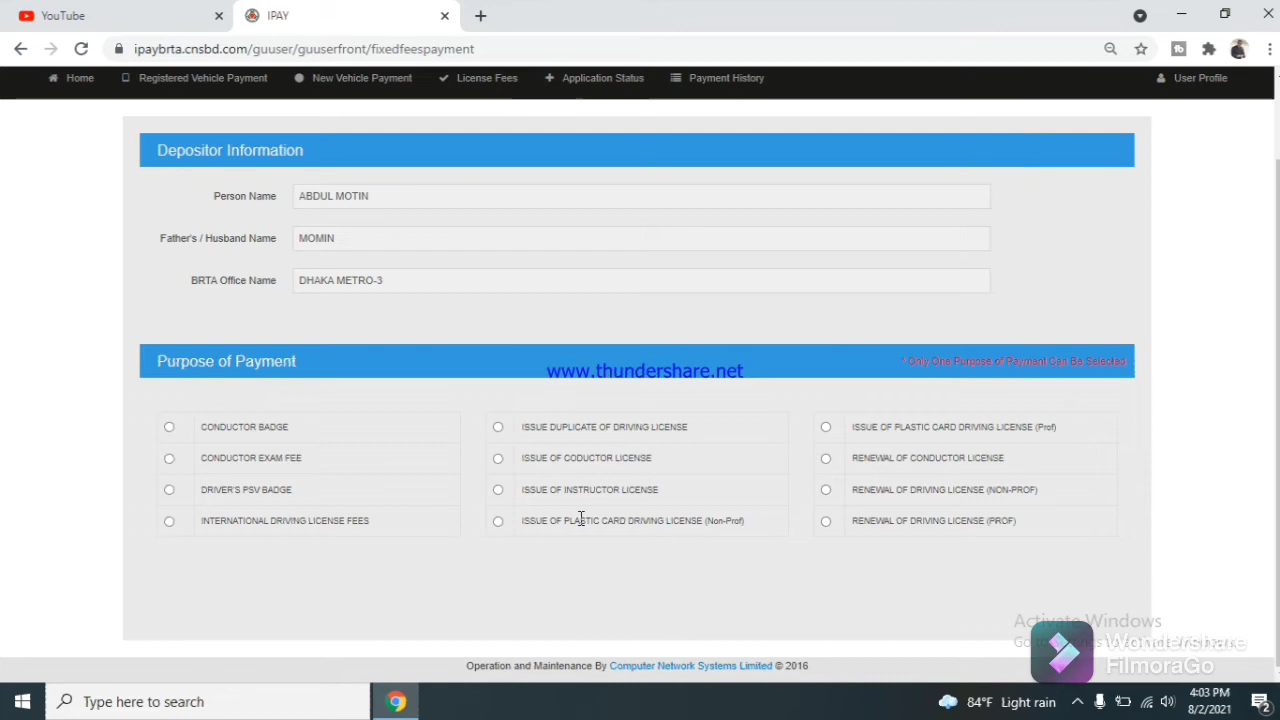 YouTube
IPAY
ipaybrta.cnsbd.com/guuser/guuserfront/fixedfeespayment
Home
Registered Vehicle Payment
New Vehicle Payment
License Fees
Application Status
Payment History
User Profile
Depositor Information
Person Name
ABDUL MOTIN
Father's / Husband Name
MOMIN
BRTA Office Name
DHAKA METRO-3
Purpose of Payment
* Only One Purpose of Payment Can Be Selected
www.thundershare.net
CONDUCTOR BADGE
ISSUE DUPLICATE OF DRIVING LICENSE
ISSUE OF PLASTIC CARD DRIVING LICENSE (Prof)
CONDUCTOR EXAM FEE
ISSUE OF CODUCTOR LICENSE
RENEWAL OF CONDUCTOR LICENSE
DRIVER'S PSV BADGE
ISSUE OF INSTRUCTOR LICENSE
RENEWAL OF DRIVING LICENSE (NON-PROF)
INTERNATIONAL DRIVING LICENSE FEES
ISSUE OF PLASTIC CARD DRIVING LICENSE (Non-Prof)
RENEWAL OF DRIVING LICENSE (PROF)
Activate Windows
Wondershare
FilmoraGo
Operation and Maintenance By Computer Network Systems Limited © 2016
Type here to search
84°F Light rain
4:03 PM
8/2/2021
2